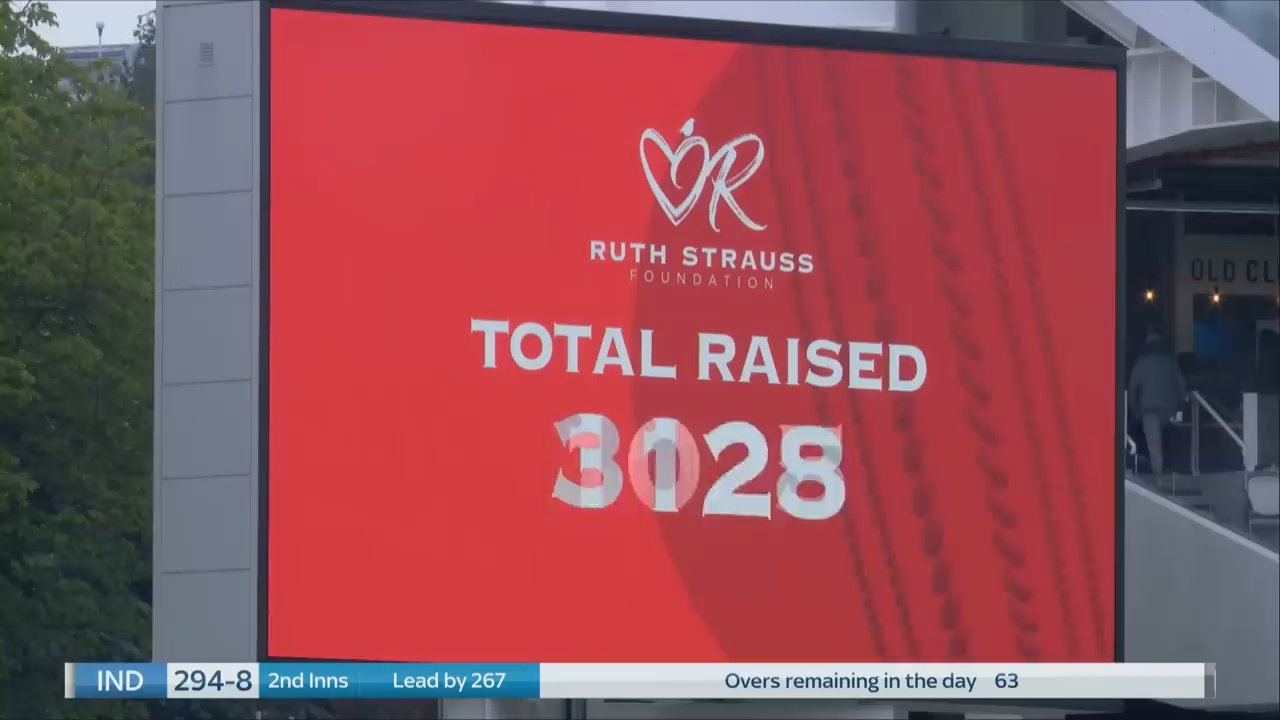 RUTH STRAUSS
FOUNDATION
TOTAL RAISED
OLD
IND 294-8 2nd Inns Lead by 267 Overs remaining in the day 63